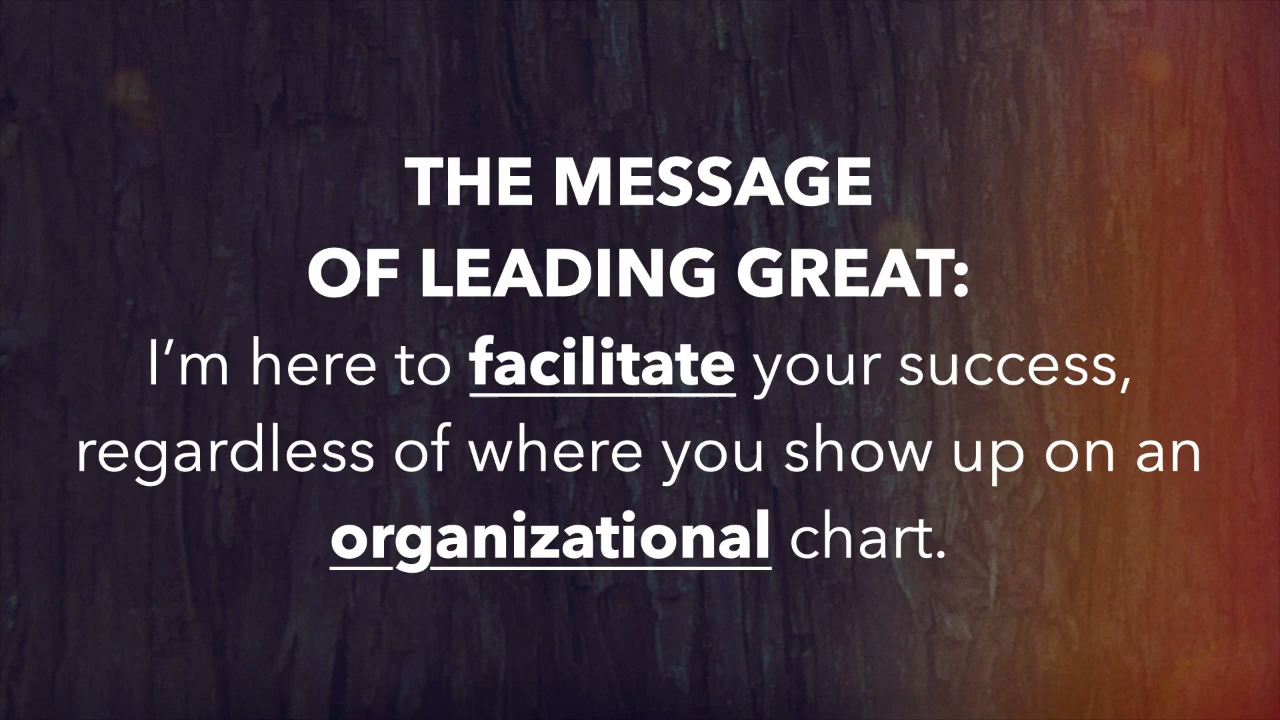 THE MESSAGE
OF LEADING GREAT:
I’m here to facilitate your success,
regardless of where you show up on an
organizational chart.